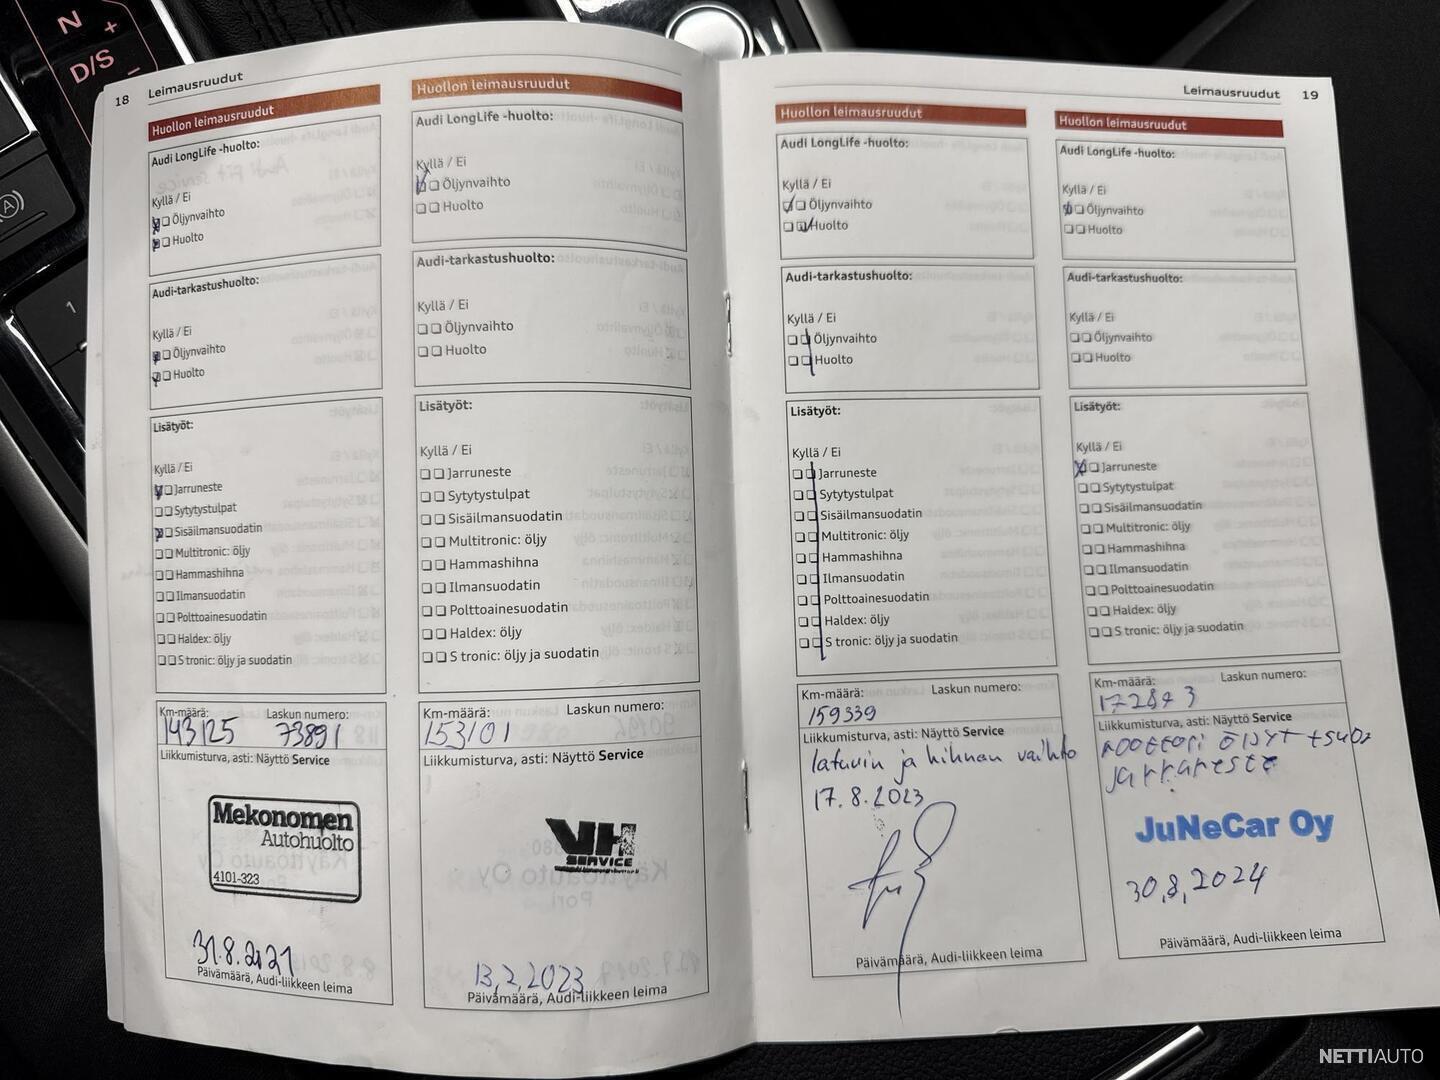 N
+
D/S
−
(A)
1
18 Leimausruudut
Huollon leimausruudut
Audi LongLife -huolto:
Kyllä / Ei
Öljynvaihto
Huolto
Audi-tarkastushuolto:
Kyllä / Ei
Öljynvaihto
Huolto
Lisätyöt:
Kyllä / Ei
Jarruneste
Sytytystulpat
Sisäilmansuodatin
Multitronic: öljy
Hammashihna
Ilmansuodatin
Polttoainesuodatin
Haldex: öljy
S tronic: öljy ja suodatin
Km-määrä: Laskun numero:
143125 73891
Liikkumisturva, asti: Näyttö Service
Mekonomen
Autohuolto
4101-323
31.8.2021
Päivämäärä, Audi-liikkeen leima
Huollon leimausruudut
Audi LongLife -huolto:
Kyllä / Ei
Öljynvaihto
Huolto
Audi-tarkastushuolto:
Kyllä / Ei
Öljynvaihto
Huolto
Lisätyöt:
Kyllä / Ei
Jarruneste
Sytytystulpat
Sisäilmansuodatin
Multitronic: öljy
Hammashihna
Ilmansuodatin
Polttoainesuodatin
Haldex: öljy
S tronic: öljy ja suodatin
Km-määrä: Laskun numero:
153101
Liikkumisturva, asti: Näyttö Service
VH
SERVICE
13.2.2023
Päivämäärä, Audi-liikkeen leima
Leimausruudut 19
Huollon leimausruudut
Audi LongLife -huolto:
Kyllä / Ei
Öljynvaihto
Huolto
Audi-tarkastushuolto:
Kyllä / Ei
Öljynvaihto
Huolto
Lisätyöt:
Kyllä / Ei
Jarruneste
Sytytystulpat
Sisäilmansuodatin
Multitronic: öljy
Hammashihna
Ilmansuodatin
Polttoainesuodatin
Haldex: öljy
S tronic: öljy ja suodatin
Km-määrä: Laskun numero:
159339
Liikkumisturva, asti: Näyttö Service
laturin ja hihnan vaihto
17.8.2023
Päivämäärä, Audi-liikkeen leima
Huollon leimausruudut
Audi LongLife -huolto:
Kyllä / Ei
Öljynvaihto
Huolto
Audi-tarkastushuolto:
Kyllä / Ei
Öljynvaihto
Huolto
Lisätyöt:
Kyllä / Ei
Jarruneste
Sytytystulpat
Sisäilmansuodatin
Multitronic: öljy
Hammashihna
Ilmansuodatin
Polttoainesuodatin
Haldex: öljy
S tronic: öljy ja suodatin
Km-määrä: Laskun numero:
172843
Liikkumisturva, asti: Näyttö Service
moottori öljyt + suod
jarruneste
JuNeCar Oy
30.8.2024
Päivämäärä, Audi-liikkeen leima
NETTIAUTO